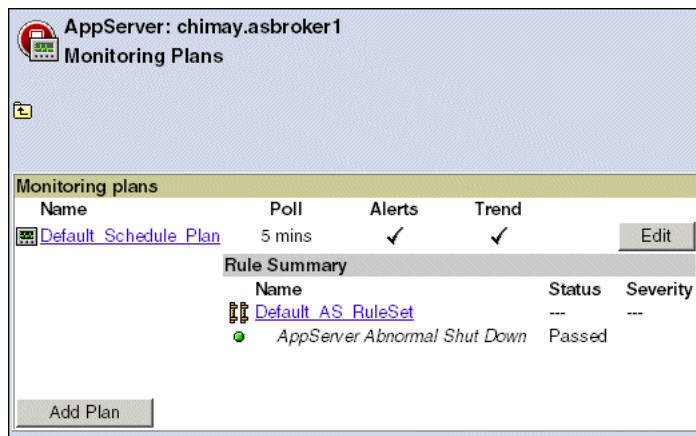 AppServer: chimay.asbroker1
Monitoring Plans
Monitoring plans
Name Poll Alerts Trend
Default_Schedule_Plan 5 mins Edit
Rule Summary
Name Status Severity
Default_AS_RuleSet --- ---
AppServer Abnormal Shut Down Passed
Add Plan